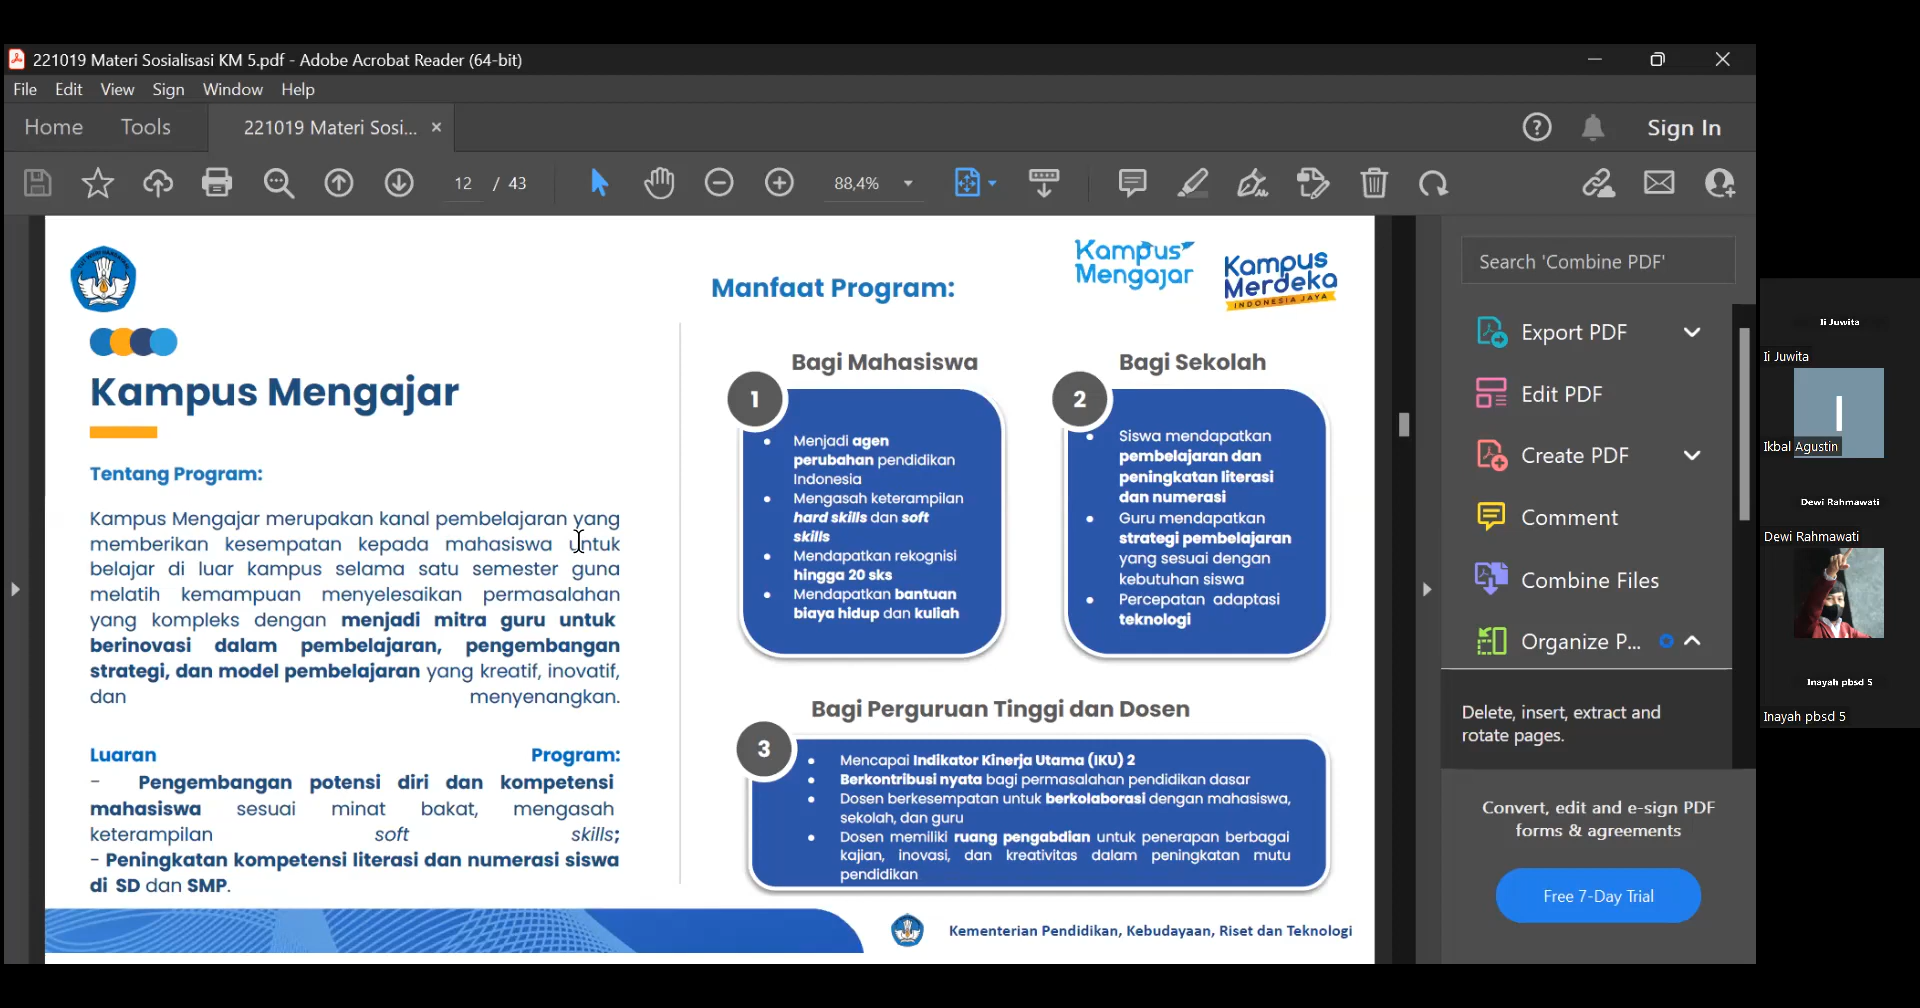 221019 Materi Sosialisasi KM 5.pdf - Adobe Acrobat Reader (64-bit)
File Edit View Sign Window Help
Home Tools 221019 Materi Sosi... × Sign In
12 / 43 88,4%
Kampus Mengajar
Kampus Merdeka
INDONESIA JAYA
Kampus Mengajar
Tentang Program:
Kampus Mengajar merupakan kanal pembelajaran yang
memberikan kesempatan kepada mahasiswa untuk
belajar di luar kampus selama satu semester guna
melatih kemampuan menyelesaikan permasalahan
yang kompleks dengan menjadi mitra guru untuk
berinovasi dalam pembelajaran, pengembangan
strategi, dan model pembelajaran yang kreatif, inovatif,
dan menyenangkan.
Luaran Program:
- Pengembangan potensi diri dan kompetensi
mahasiswa sesuai minat bakat, mengasah
keterampilan soft skills;
- Peningkatan kompetensi literasi dan numerasi siswa
di SD dan SMP.
Manfaat Program:
Bagi Mahasiswa
1
• Menjadi agen
perubahan pendidikan
Indonesia
• Mengasah keterampilan
hard skills dan soft
skills
• Mendapatkan rekognisi
hingga 20 sks
• Mendapatkan bantuan
biaya hidup dan kuliah
Bagi Sekolah
2
• Siswa mendapatkan
pembelajaran dan
peningkatan literasi
dan numerasi
• Guru mendapatkan
strategi pembelajaran
yang sesuai dengan
kebutuhan siswa
• Percepatan adaptasi
teknologi
Bagi Perguruan Tinggi dan Dosen
3
• Mencapai Indikator Kinerja Utama (IKU) 2
• Berkontribusi nyata bagi permasalahan pendidikan dasar
• Dosen berkesempatan untuk berkolaborasi dengan mahasiswa,
sekolah, dan guru
• Dosen memiliki ruang pengabdian untuk penerapan berbagai
kajian, inovasi, dan kreativitas dalam peningkatan mutu
pendidikan
Kementerian Pendidikan, Kebudayaan, Riset dan Teknologi
Search 'Combine PDF'
Export PDF
Edit PDF
Create PDF
Comment
Combine Files
Organize P...
Delete, insert, extract and
rotate pages.
Convert, edit and e-sign PDF
forms & agreements
Free 7-Day Trial
Ii Juwita
Ii Juwita
I
Ikbal Agustin
Dewi Rahmawati
Dewi Rahmawati
Inayah pbsd 5
Inayah pbsd 5